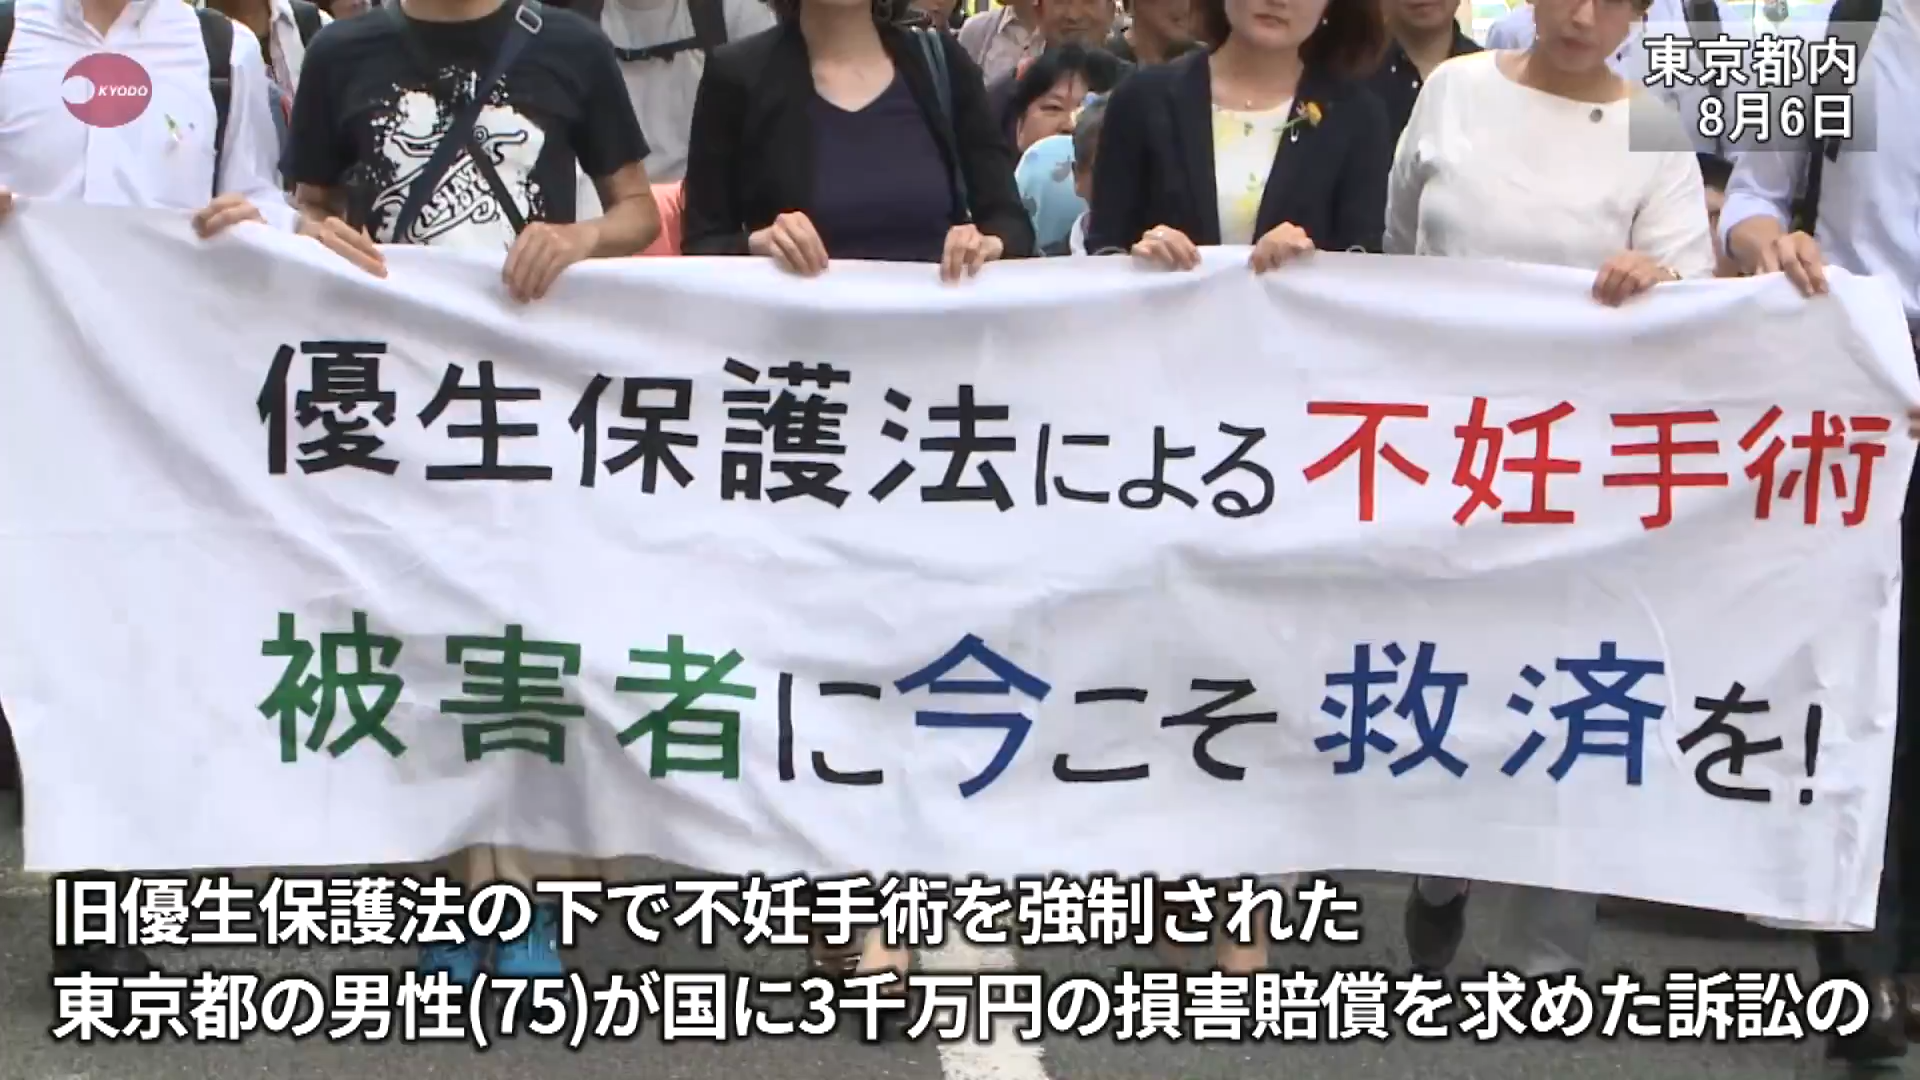 KYODO
東京都内
8月6日
優生保護法による不妊手術
被害者に今こそ救済を!
旧優生保護法の下で不妊手術を強制された
東京都の男性(75)が国に3千万円の損害賠償を求めた訴訟の